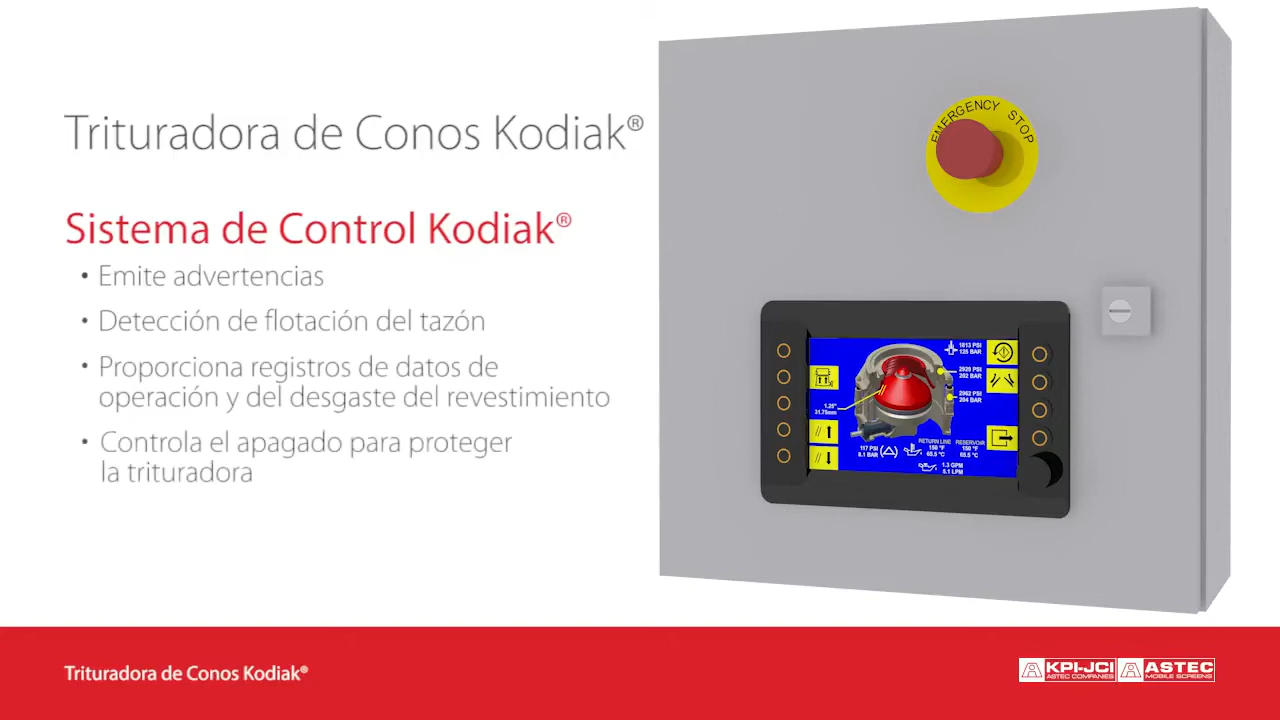 Trituradora de Conos Kodiak®
Sistema de Control Kodiak®
• Emite advertencias
• Detección de flotación del tazón
• Proporciona registros de datos de
operación y del desgaste del revestimiento
• Controla el apagado para proteger
la trituradora
EMERGENCY STOP
1813 PSI
125 BAR
2929 PSI
202 BAR
2962 PSI
204 BAR
1.25"
31.75mm
117 PSI
8.1 BAR
RETURN LINE
150 °F
65.5 °C
RESERVOIR
150 °F
65.5 °C
1.3 GPM
5.1 LPM
Trituradora de Conos Kodiak®
KPI-JCI
ASTEC COMPANIES
ASTEC
MOBILE SCREENS